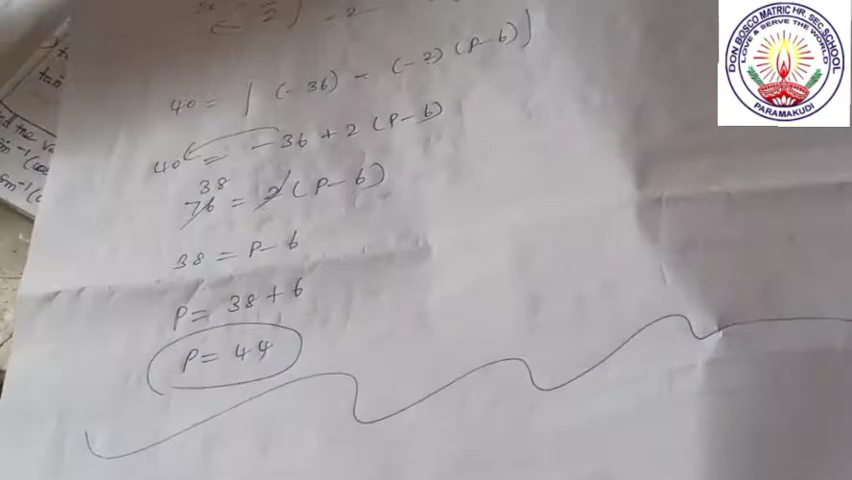 40 = | (-36) - (-2) (P-6) |
40 = -36 + 2 (P-6)
38
76 = 2 (P-6)
38 = P-6
P = 38+6
P = 44
DON BOSCO MATRIC HR. SEC. SCHOOL
LOVE & SERVE THE WORLD
PARAMAKUDI